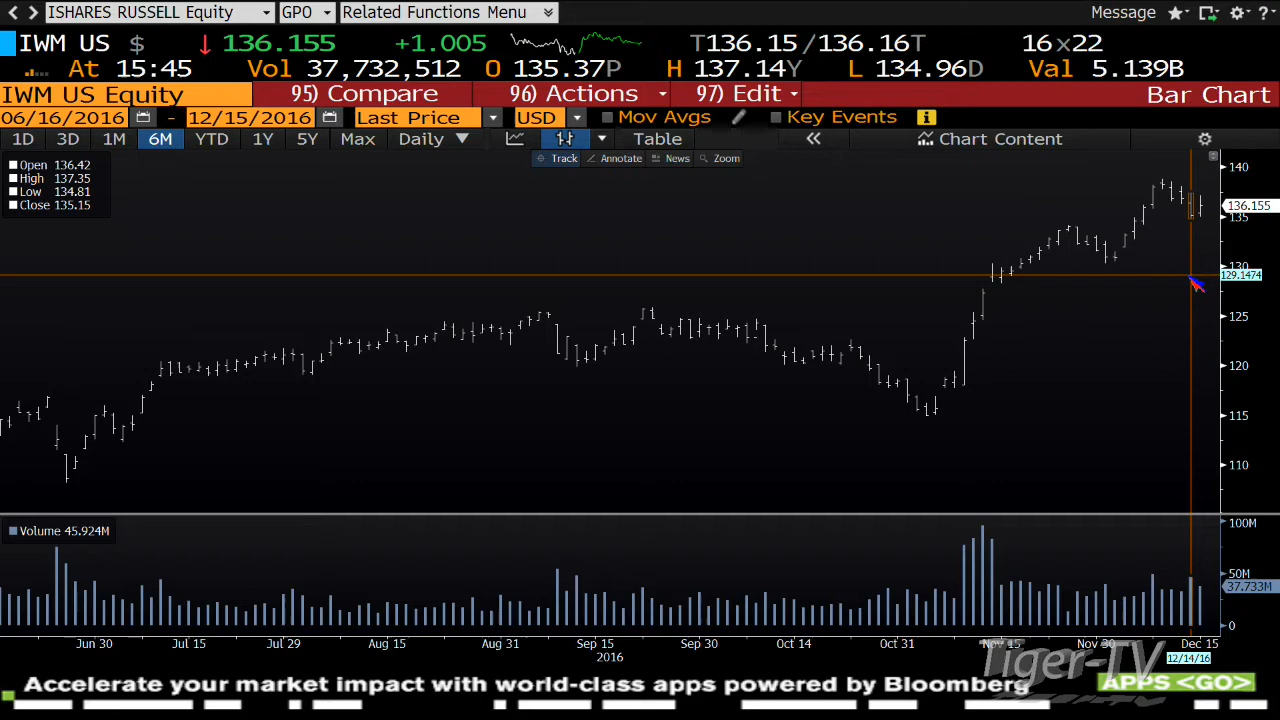 ISHARES RUSSELL Equity GPO Related Functions Menu Message
IWM US $ ↓ 136.155 +1.005 T136.15/136.16T 16x22
At 15:45 Vol 37,732,512 O 135.37P H 137.14Y L 134.96D Val 5.139B
IWM US Equity 95) Compare 96) Actions 97) Edit Bar Chart
06/16/2016 - 12/15/2016 Last Price USD Mov Avgs Key Events
1D 3D 1M 6M YTD 1Y 5Y Max Daily ▼ Table « Chart Content
Track Annotate News Zoom
Open 136.42
High 137.35
Low 134.81
Close 135.15
140
136.155
135
130
129.1474
125
120
115
110
Volume 45.924M
100M
50M
37.733M
0
Jun 30 Jul 15 Jul 29 Aug 15 Aug 31 Sep 15 Sep 30 Oct 14 Oct 31 Nov 15 Nov 30 Dec 15
2016 12/14/16
Tiger-TV
Accelerate your market impact with world-class apps powered by Bloomberg APPS <GO>